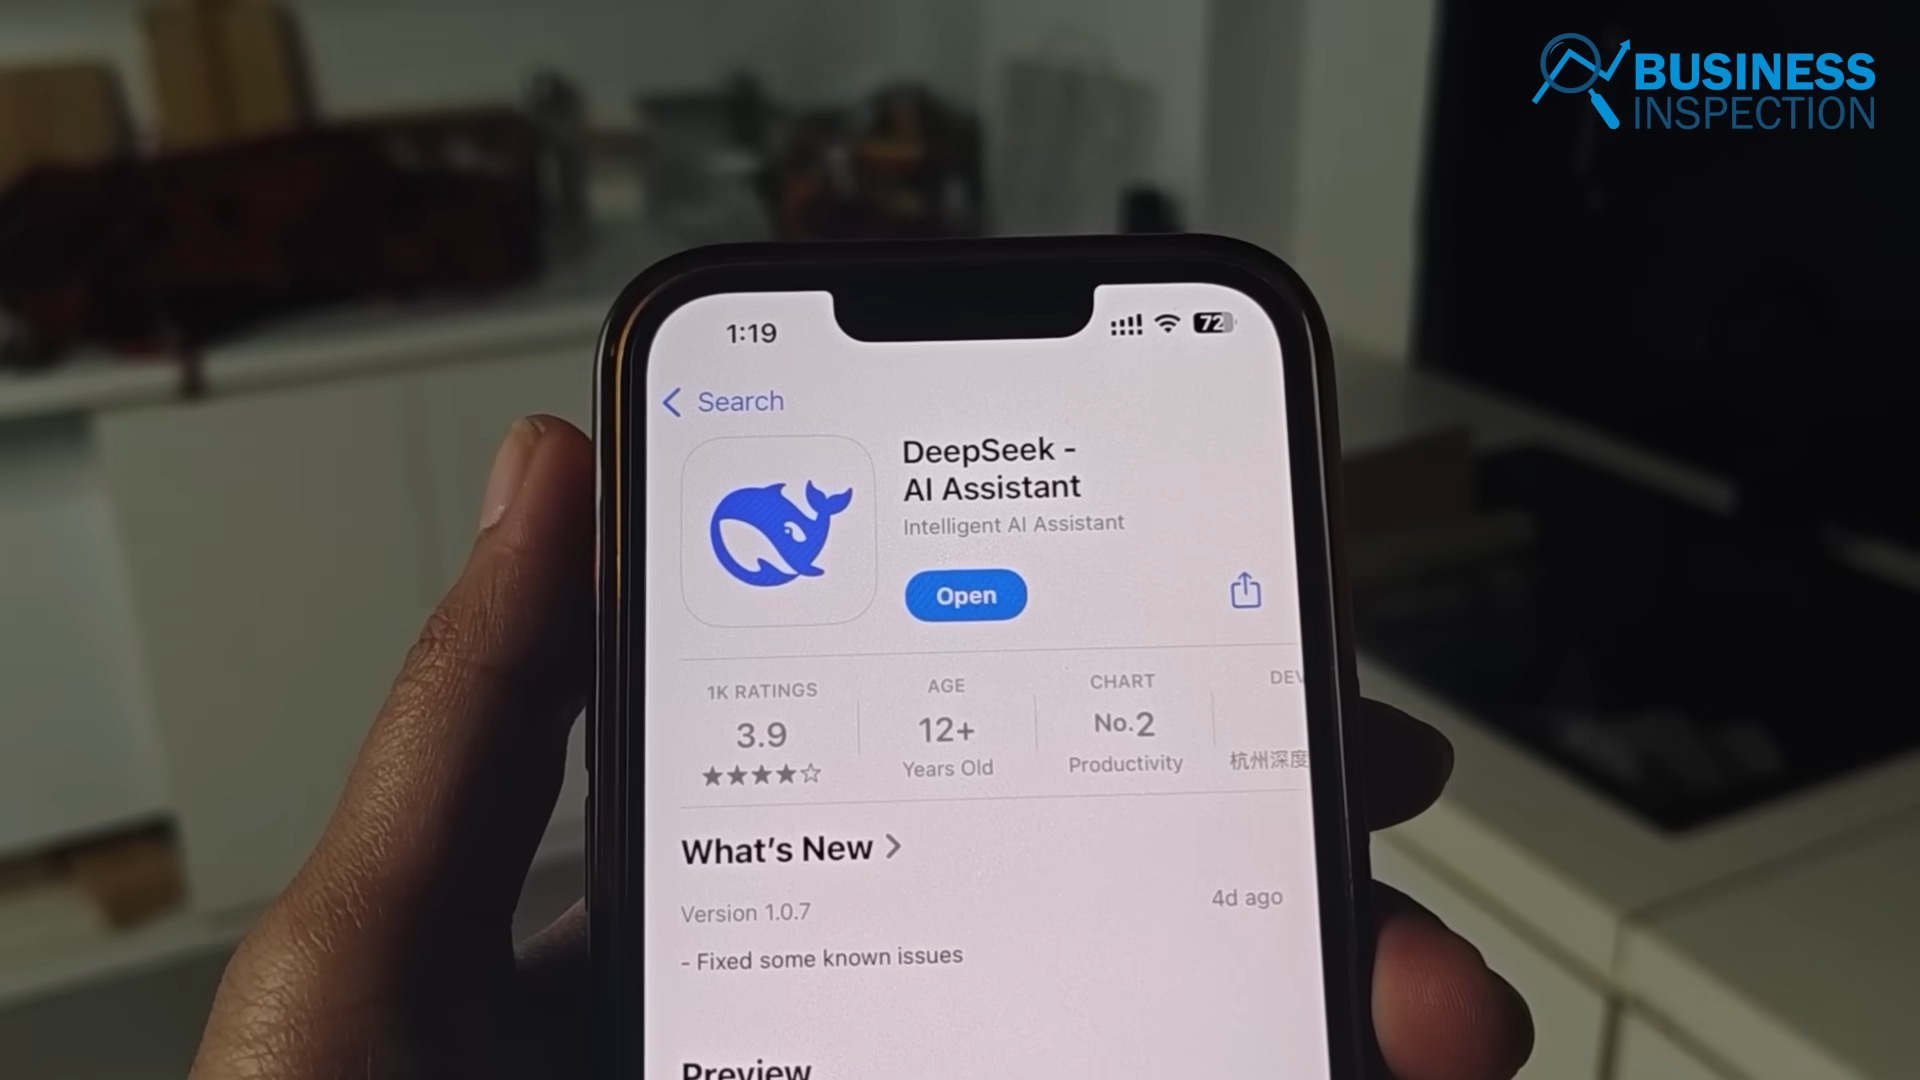 BUSINESS
INSPECTION
1:19
72
Search
DeepSeek -
AI Assistant
Intelligent AI Assistant
Open
1K RATINGS
AGE
CHART
DEV
3.9
12+
No.2
Years Old
Productivity
杭州深度
What's New
Version 1.0.7
4d ago
- Fixed some known issues
Preview